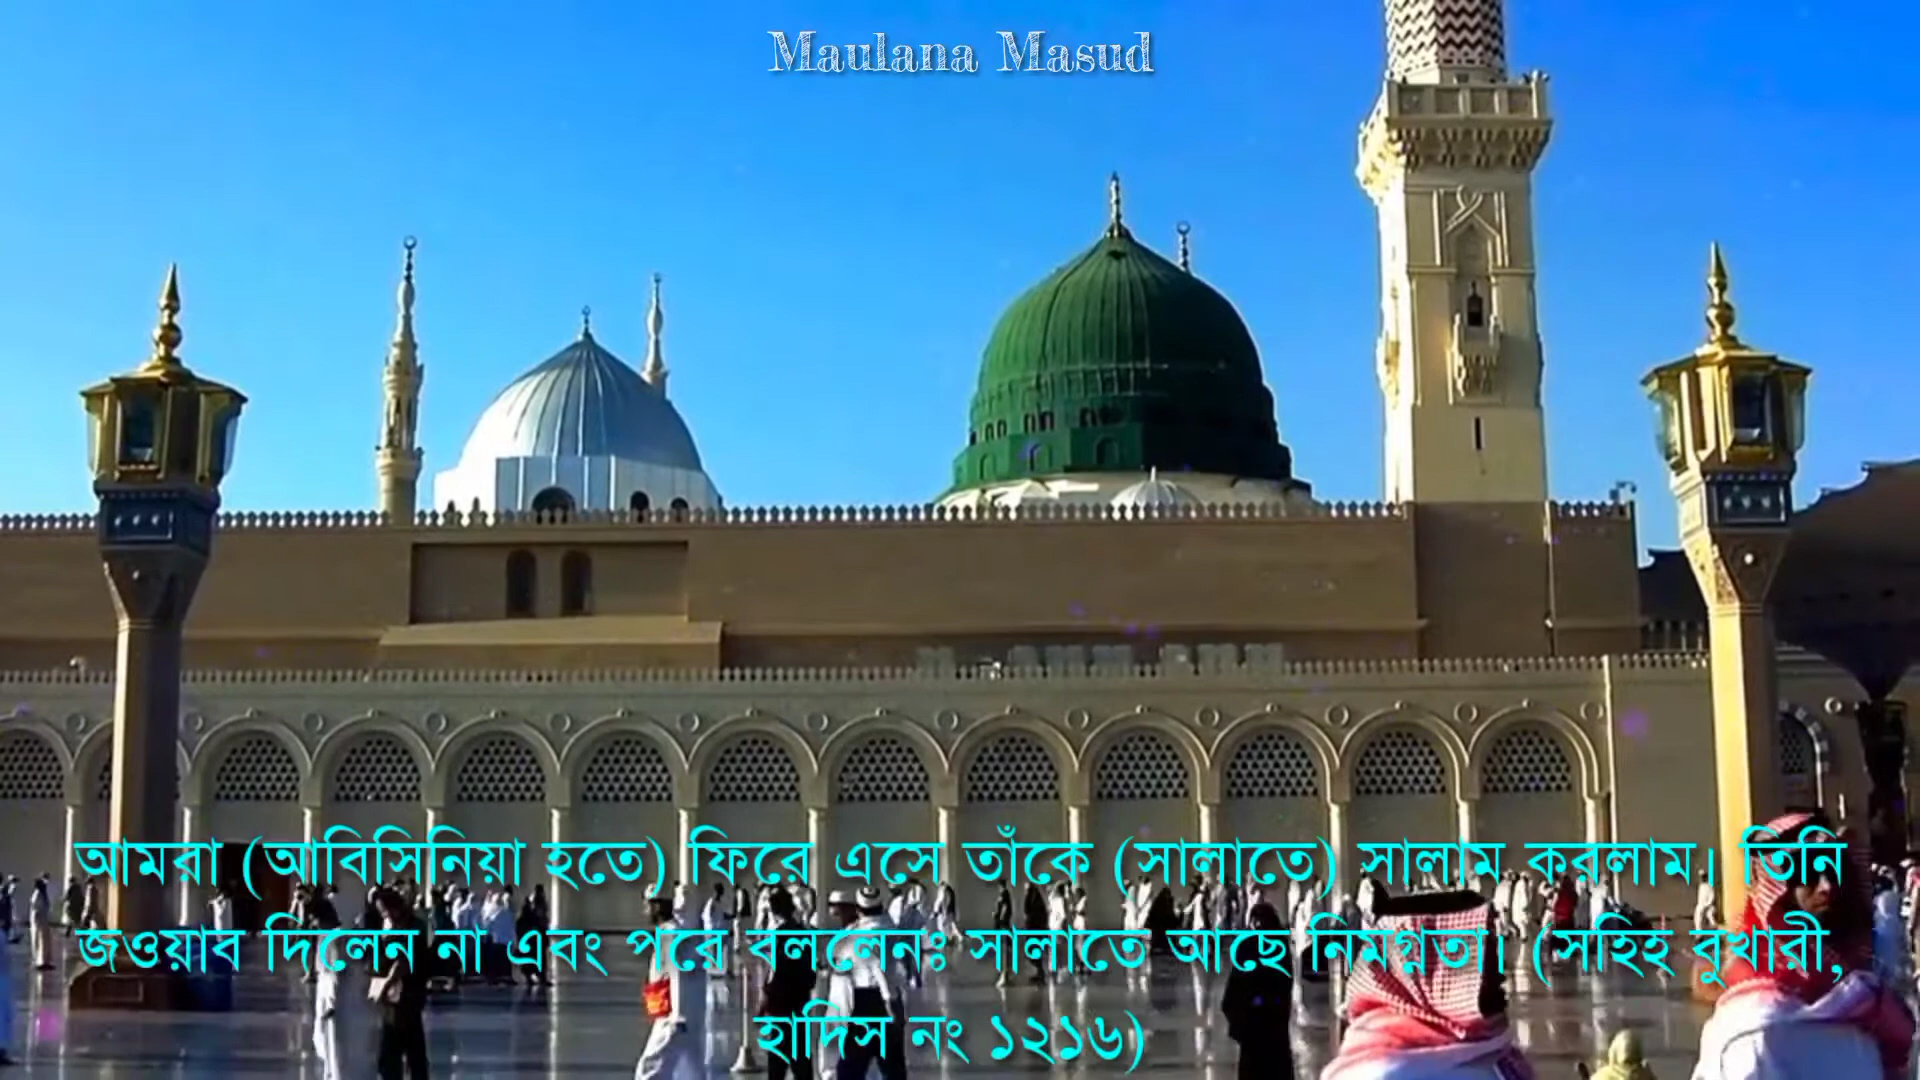 Maulana Masud
আমরা (আবিসিনিয়া হতে) ফিরে এসে তাঁকে (সালাতে) সালাম করলাম। তিনি
জওয়াব দিলেন না এবং পরে বললেনঃ সালাতে আছে নিমগ্নতা। (সহিহ বুখারী,
হাদিস নং ১২১৬)